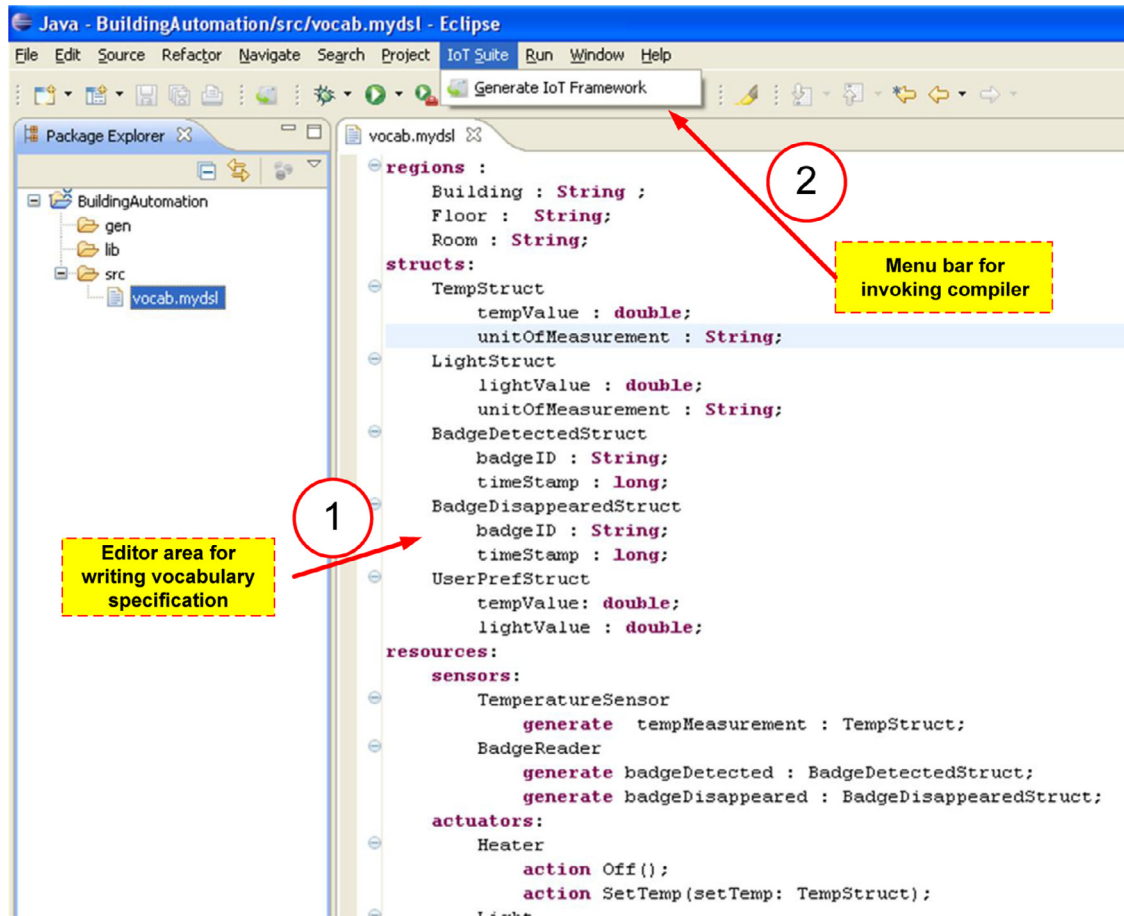 Java - BuildingAutomation/src/vocab.mydsl - Eclipse
File Edit Source Refactor Navigate Search Project IoT Suite Run Window Help
Generate IoT Framework
Package Explorer
vocab.mydsl
BuildingAutomation
gen
lib
src
vocab.mydsl
regions :
Building : String ;
Floor :  String;
Room : String;
structs:
TempStruct
tempValue : double;
unitOfMeasurement : String;
LightStruct
lightValue : double;
unitOfMeasurement : String;
BadgeDetectedStruct
badgeID : String;
timeStamp : long;
BadgeDisappearedStruct
badgeID : String;
timeStamp : long;
UserPrefStruct
tempValue: double;
lightValue : double;
resources:
sensors:
TemperatureSensor
generate  tempMeasurement : TempStruct;
BadgeReader
generate badgeDetected : BadgeDetectedStruct;
generate badgeDisappeared : BadgeDisappearedStruct;
actuators:
Heater
action Off();
action SetTemp(setTemp: TempStruct);
1
Editor area for
writing vocabulary
specification
2
Menu bar for
invoking compiler